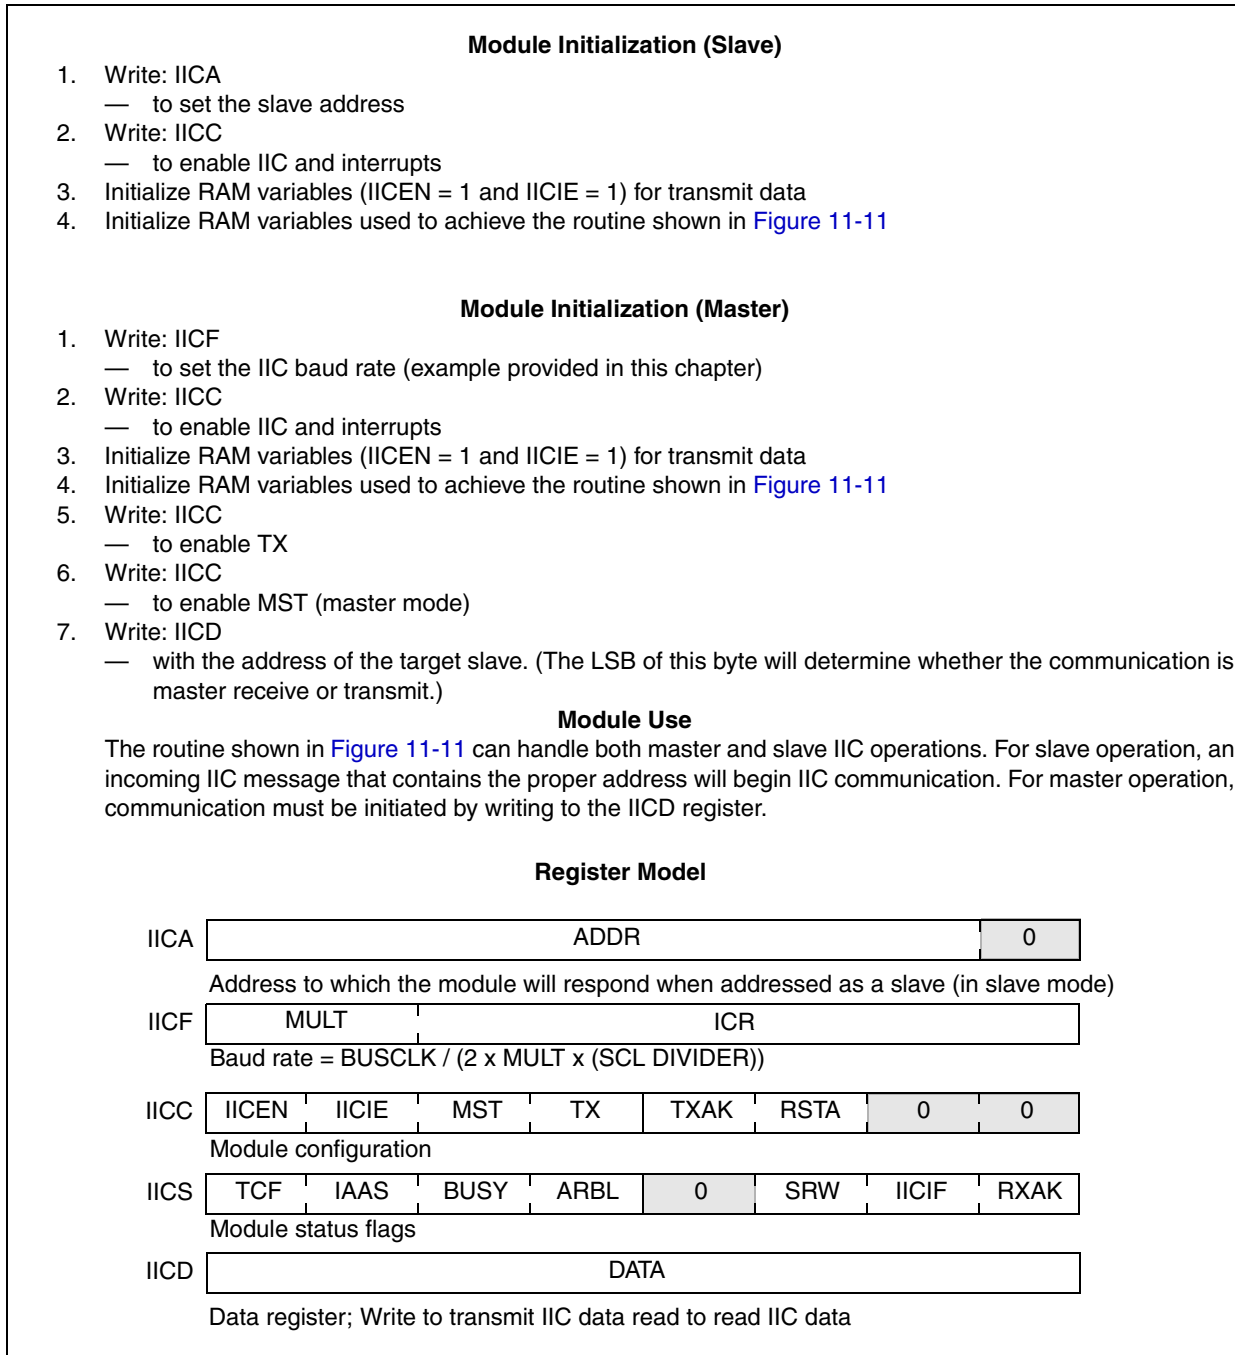 Module Initialization (Slave)
1. Write: IICA
— to set the slave address
2. Write: IICC
— to enable IIC and interrupts
3. Initialize RAM variables (IICEN = 1 and IICIE = 1) for transmit data
4. Initialize RAM variables used to achieve the routine shown in Figure 11-11
Module Initialization (Master)
1. Write: IICF
— to set the IIC baud rate (example provided in this chapter)
2. Write: IICC
— to enable IIC and interrupts
3. Initialize RAM variables (IICEN = 1 and IICIE = 1) for transmit data
4. Initialize RAM variables used to achieve the routine shown in Figure 11-11
5. Write: IICC
— to enable TX
6. Write: IICC
— to enable MST (master mode)
7. Write: IICD
— with the address of the target slave. (The LSB of this byte will determine whether the communication is
master receive or transmit.)
Module Use
The routine shown in Figure 11-11 can handle both master and slave IIC operations. For slave operation, an
incoming IIC message that contains the proper address will begin IIC communication. For master operation,
communication must be initiated by writing to the IICD register.
Register Model
IICA ADDR 0
Address to which the module will respond when addressed as a slave (in slave mode)
IICF MULT ICR
Baud rate = BUSCLK / (2 x MULT x (SCL DIVIDER))
IICC IICEN IICIE MST TX TXAK RSTA 0 0
Module configuration
IICS TCF IAAS BUSY ARBL 0 SRW IICIF RXAK
Module status flags
IICD DATA
Data register; Write to transmit IIC data read to read IIC data